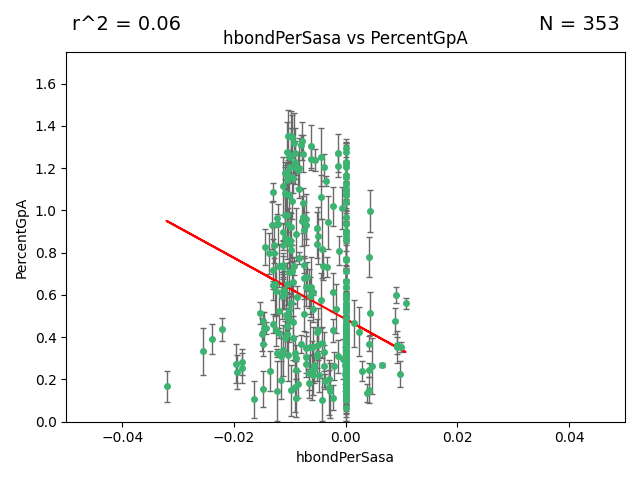 r^2 = 0.06
N = 353
hbondPerSasa vs PercentGpA
1.6
1.4
1.2
1.0
0.8
0.6
0.4
0.2
0.0
PercentGpA
−0.04
−0.02
0.00
0.02
0.04
hbondPerSasa